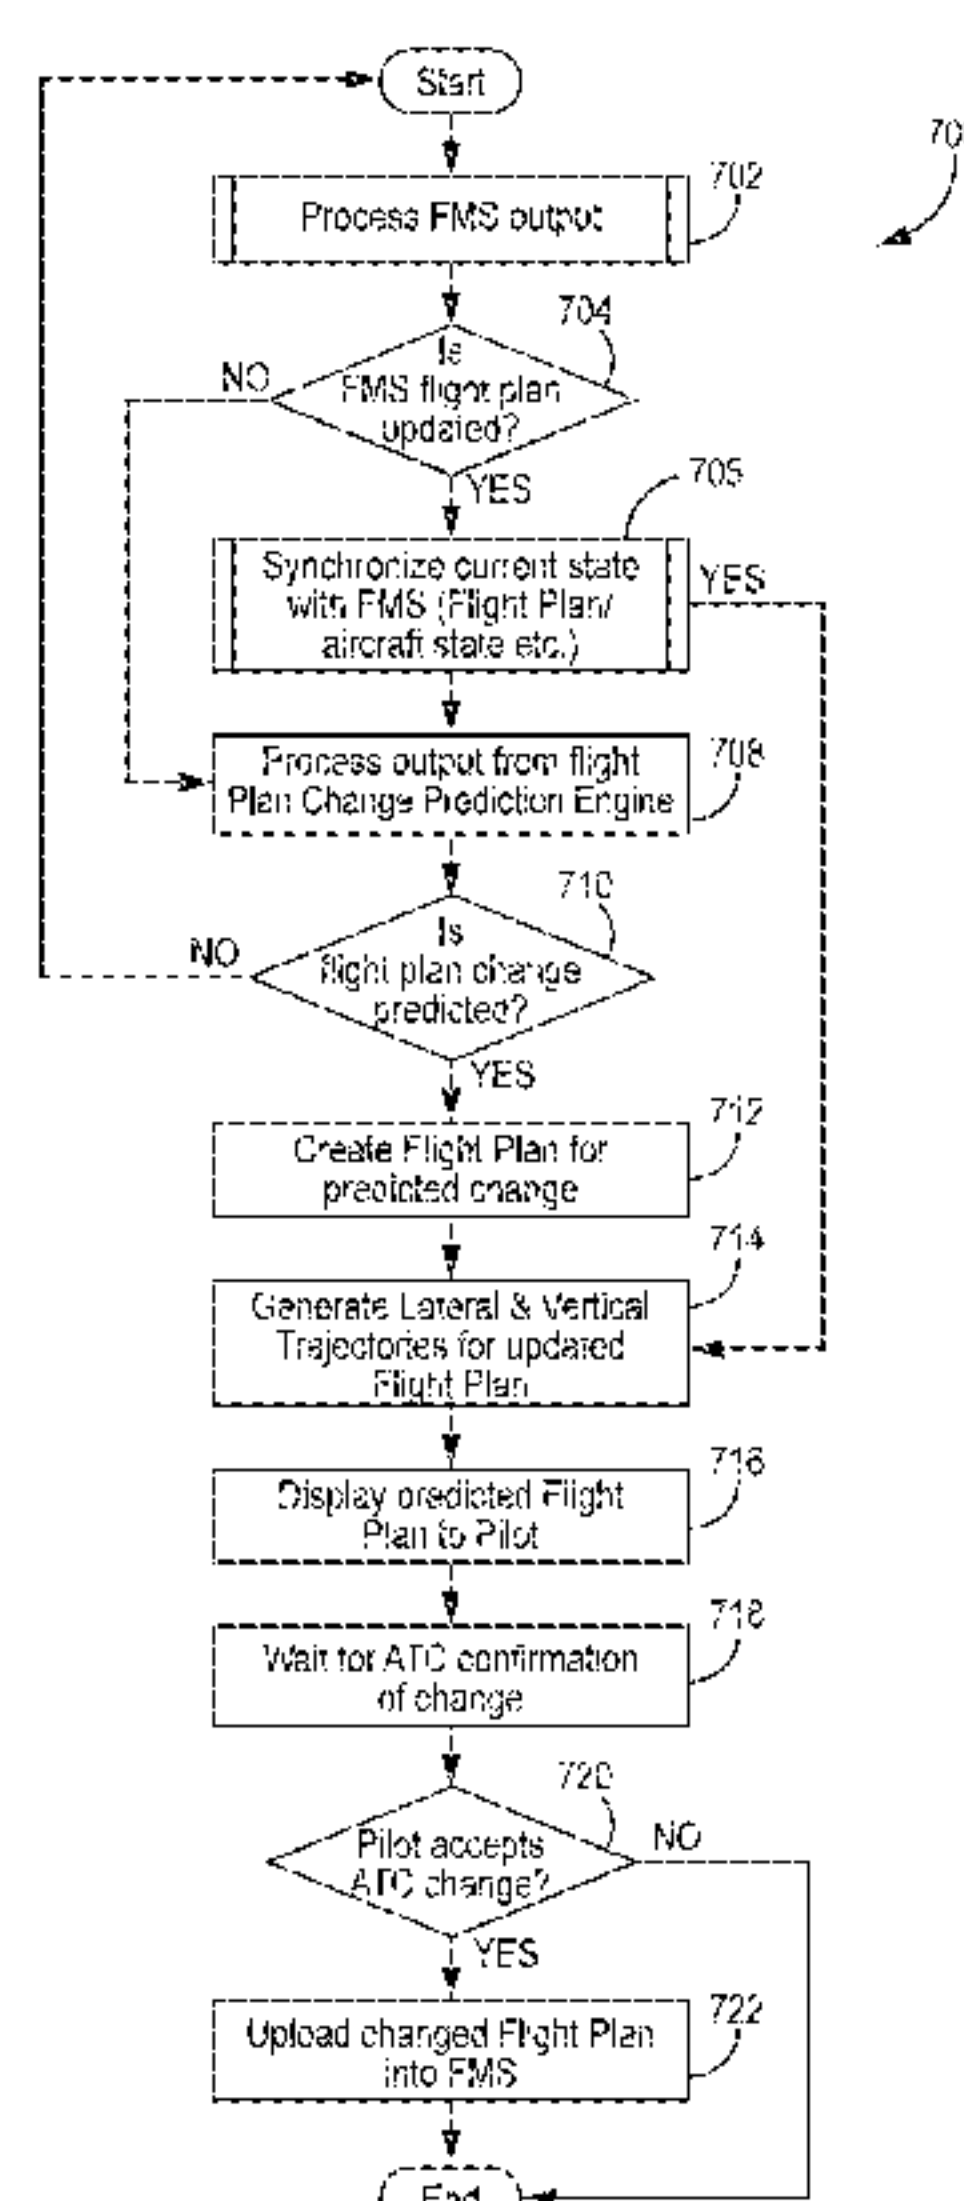 Start
70
702
Process FMS output
704
Is
FMS flight plan
updated?
NO
YES
706
Synchronize current state
with FMS (Flight Plan/
aircraft state etc.)
YES
708
Process output from flight
Plan Change Prediction Engine
710
Is
flight plan change
predicted?
NO
YES
712
Create Flight Plan for
predicted change
714
Generate Lateral & Vertical
Trajectories for updated
Flight Plan
716
Display predicted Flight
Plan to Pilot
718
Wait for ATC confirmation
of change
720
Pilot accepts
ATC change?
NO
YES
722
Upload changed Flight Plan
into FMS
End